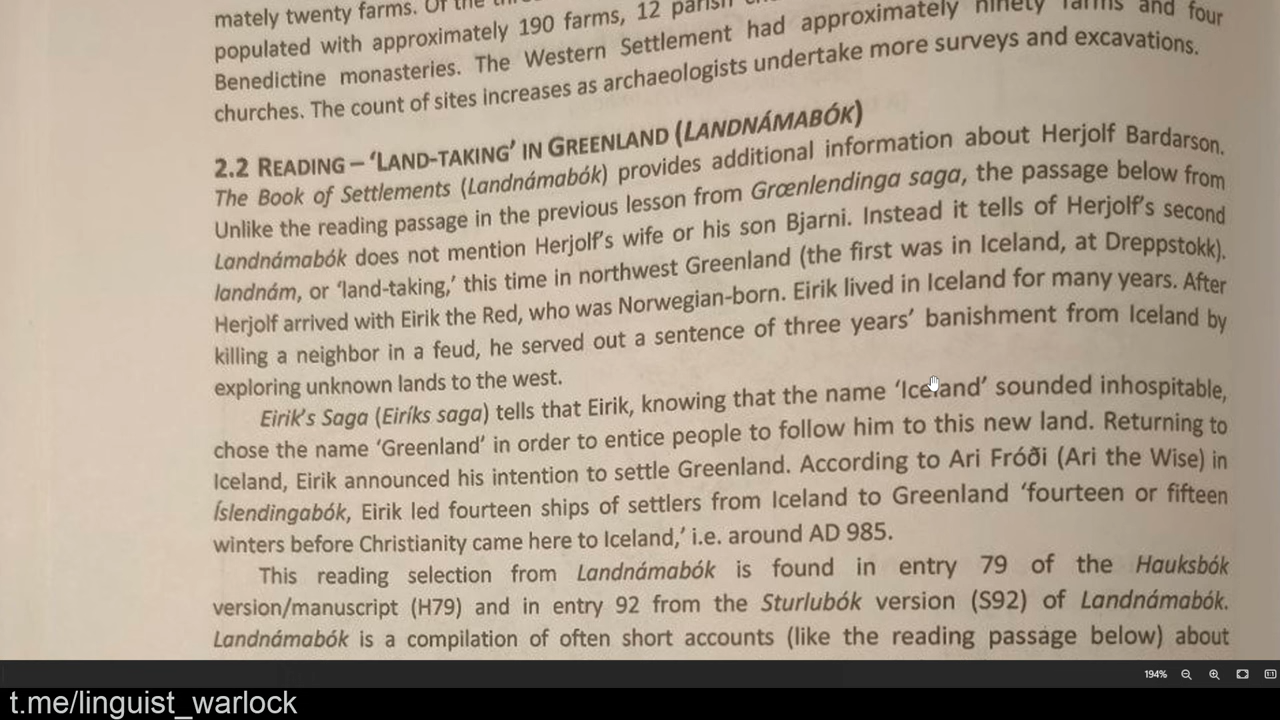 mately twenty farms. Of the
populated with approximately 190 farms, 12 parish
Benedictine monasteries. The Western Settlement had approximately ninety farms and four
churches. The count of sites increases as archaeologists undertake more surveys and excavations.
2.2 READING – ‘LAND-TAKING’ IN GREENLAND (LANDNÁMABÓK)
The Book of Settlements (Landnámabók) provides additional information about Herjolf Bardarson.
Unlike the reading passage in the previous lesson from Grœnlendinga saga, the passage below from
Landnámabók does not mention Herjolf’s wife or his son Bjarni. Instead it tells of Herjolf’s second
landnám, or ‘land-taking,’ this time in northwest Greenland (the first was in Iceland, at Dreppstokk).
Herjolf arrived with Eirik the Red, who was Norwegian-born. Eirik lived in Iceland for many years. After
killing a neighbor in a feud, he served out a sentence of three years’ banishment from Iceland by
exploring unknown lands to the west.
Eirik’s Saga (Eiríks saga) tells that Eirik, knowing that the name ‘Iceland’ sounded inhospitable,
chose the name ‘Greenland’ in order to entice people to follow him to this new land. Returning to
Iceland, Eirik announced his intention to settle Greenland. According to Ari Fróði (Ari the Wise) in
Íslendingabók, Eirik led fourteen ships of settlers from Iceland to Greenland ‘fourteen or fifteen
winters before Christianity came here to Iceland,’ i.e. around AD 985.
This reading selection from Landnámabók is found in entry 79 of the Hauksbók
version/manuscript (H79) and in entry 92 from the Sturlubók version (S92) of Landnámabók.
Landnámabók is a compilation of often short accounts (like the reading passage below) about
194%
t.me/linguist_warlock